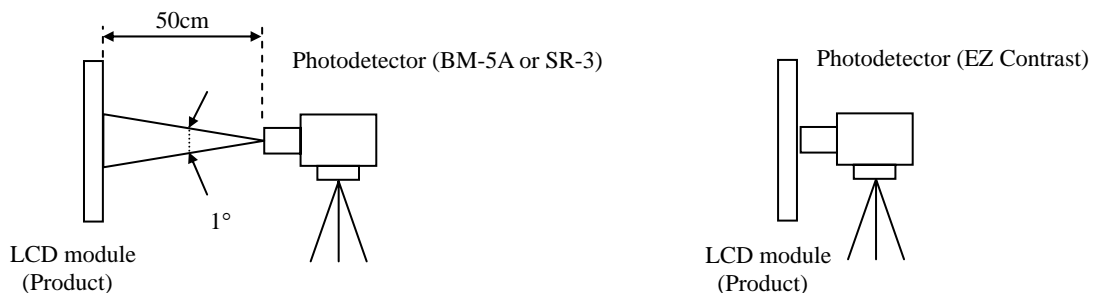 50cm
Photodetector (BM-5A or SR-3)
1°
LCD module
(Product)
Photodetector (EZ Contrast)
LCD module
(Product)